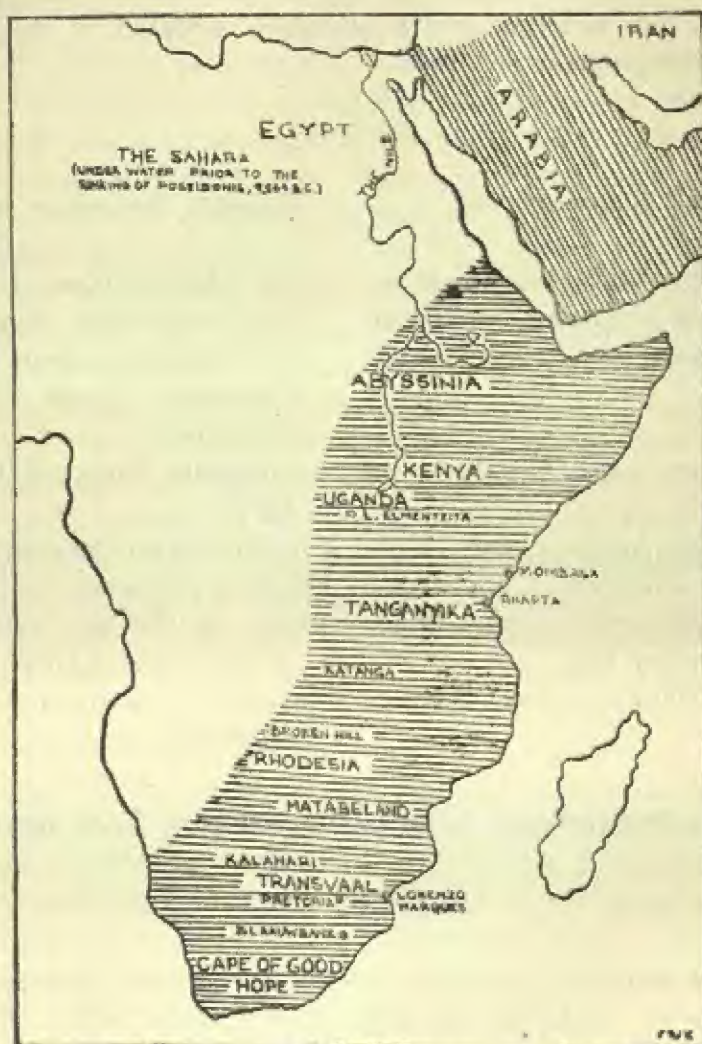 IRAN
ARABIA
EGYPT
THE NILE
THE SAHARA
(UNDER WATER PRIOR TO THE
SINKING OF POSEIDONIS, 9,564 B.C.)
ABYSSINIA
KENYA
UGANDA
L. ELMENTEITA
MOMBASA
RHAPTA
TANGANYIKA
KATANGA
BROKEN HILL
RHODESIA
MATABELAND
KALAHARI
TRANSVAAL
PRETORIA
LORENZO
MARQUES
CAPE OF GOOD
HOPE